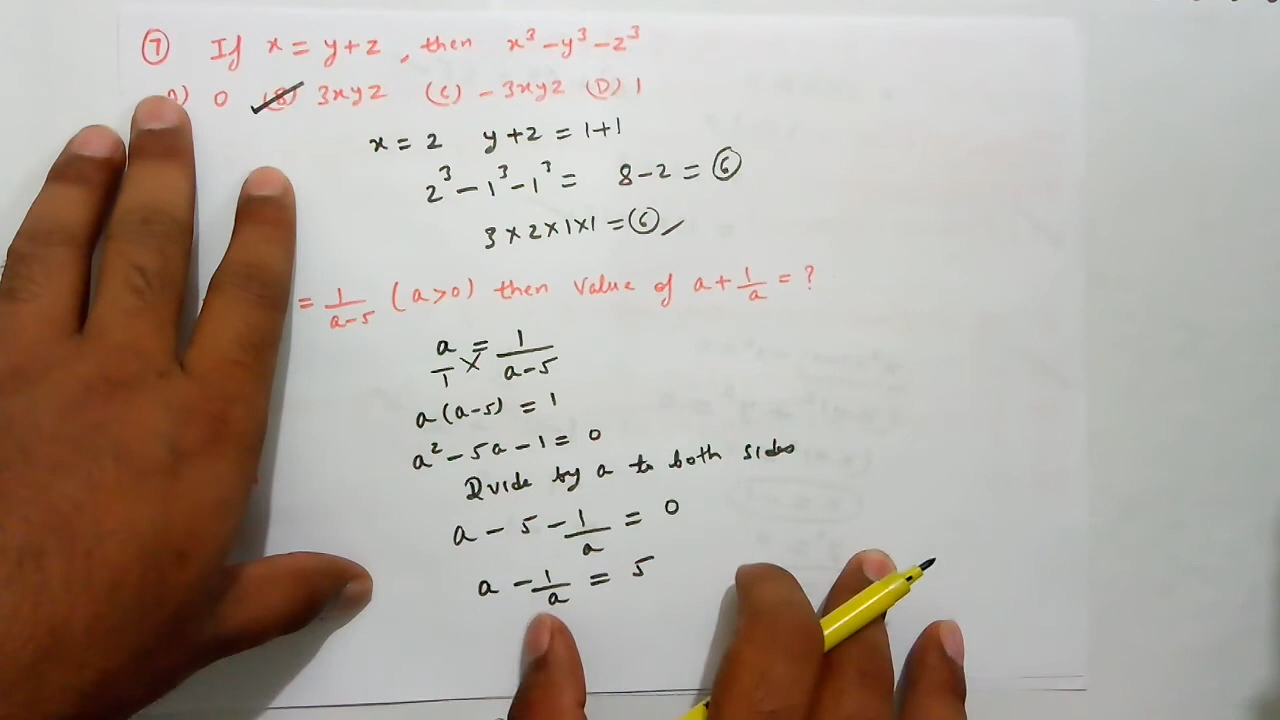 ⑦ If x = y+z, then x³ - y³ - z³
A) 0 (B) 3xyz (C) - 3xyz (D) 1
x = 2 y+z = 1+1
2³ - 1³ - 1³ = 8 - 2 = ⑥
3 × 2 × 1 × 1 = ⑥
= 1/(a-5) (a>0) then value of a + 1/a = ?
a/1 = 1/(a-5)
a(a-5) = 1
a² - 5a - 1 = 0
Divide by a to both sides
a - 5 - 1/a = 0
a - 1/a = 5